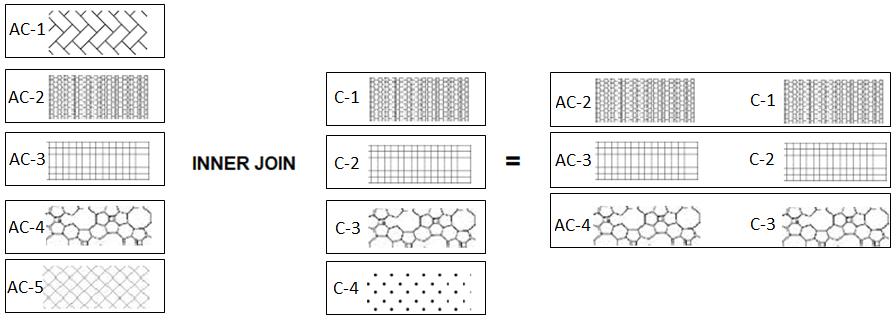 AC-1
AC-2
AC-3
AC-4
AC-5
INNER JOIN
C-1
C-2
C-3
C-4
=
AC-2 C-1
AC-3 C-2
AC-4 C-3